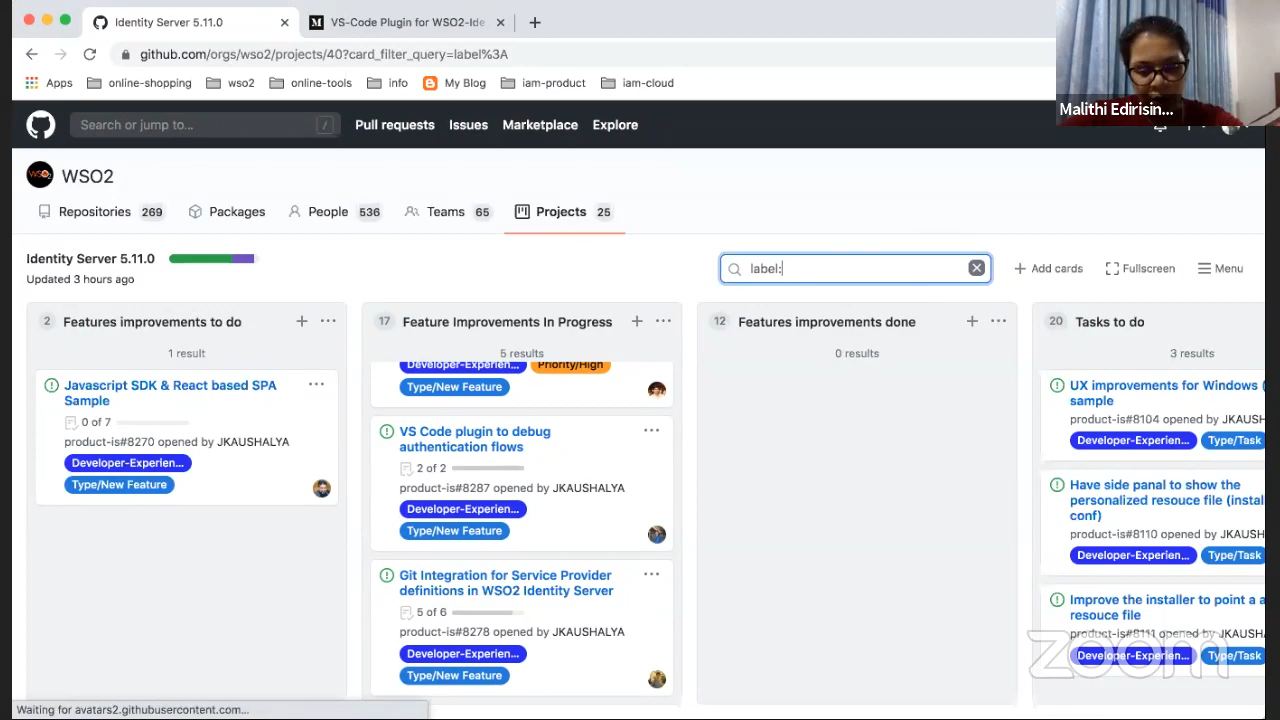 Identity Server 5.11.0
VS-Code Plugin for WSO2-Ide
github.com/orgs/wso2/projects/40?card_filter_query=label%3A
Apps
online-shopping
wso2
online-tools
info
My Blog
iam-product
iam-cloud
Malithi Edirisin...
Search or jump to...
/
Pull requests
Issues
Marketplace
Explore
WSO2
WSO2
Repositories 269
Packages
People 536
Teams 65
Projects 25
Identity Server 5.11.0
Updated 3 hours ago
label:
Add cards
Fullscreen
Menu
2 Features improvements to do
1 result
Javascript SDK & React based SPA
Sample
0 of 7
product-is#8270 opened by JKAUSHALYA
Developer-Experien...
Type/New Feature
17 Feature Improvements In Progress
5 results
Developer-Experien... Priority/High
Type/New Feature
VS Code plugin to debug
authentication flows
2 of 2
product-is#8287 opened by JKAUSHALYA
Developer-Experien...
Type/New Feature
Git Integration for Service Provider
definitions in WSO2 Identity Server
5 of 6
product-is#8278 opened by JKAUSHALYA
Developer-Experien...
Type/New Feature
12 Features improvements done
0 results
20 Tasks to do
3 results
UX improvements for Windows (
sample
product-is#8104 opened by JKAUSH
Developer-Experien... Type/Task
Have side panal to show the
personalized resouce file (instal
conf)
product-is#8110 opened by JKAUSH
Developer-Experien... Type/Task
Improve the installer to point a a
resouce file
product-is#8111 opened by JKAUSHA
Developer-Experien... Type/Task
zoom
Waiting for avatars2.githubusercontent.com...